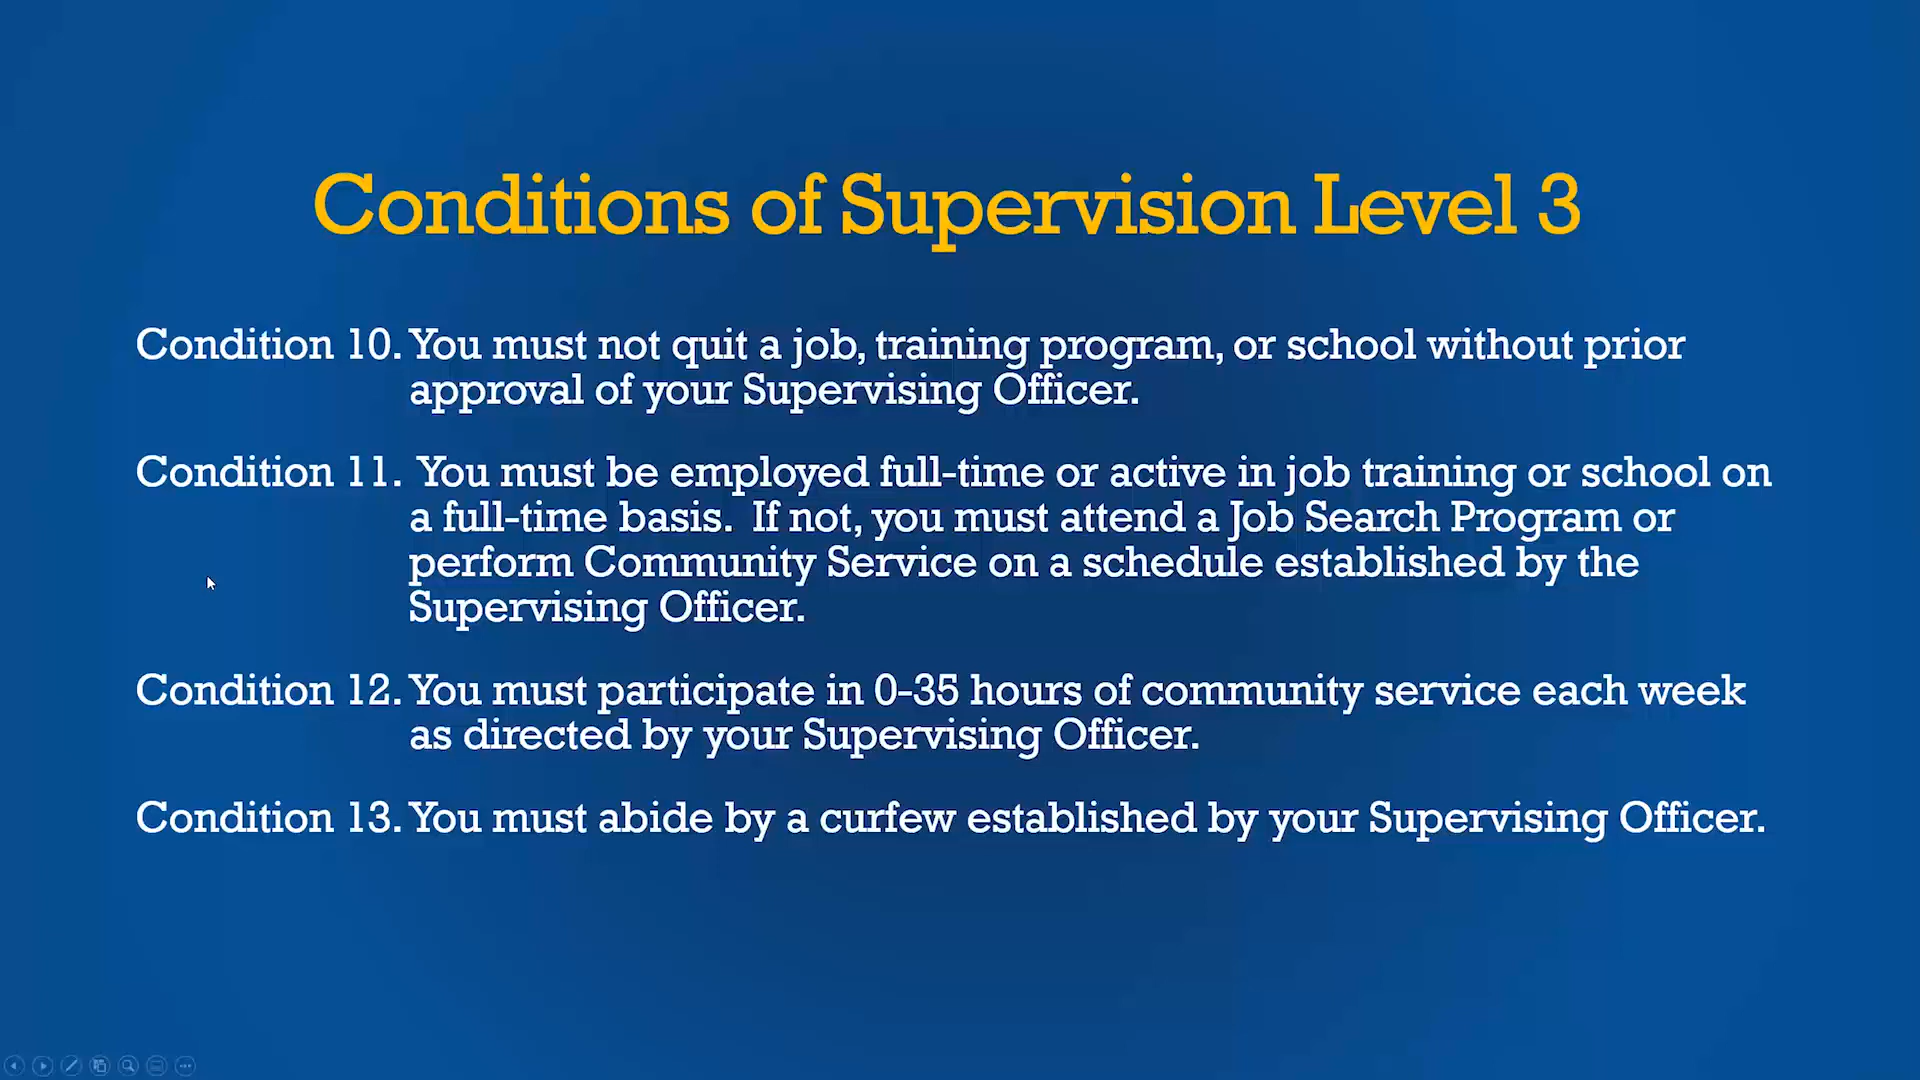 Conditions of Supervision Level 3
Condition 10. You must not quit a job, training program, or school without prior
approval of your Supervising Officer.
Condition 11.  You must be employed full-time or active in job training or school on
a full-time basis.  If not, you must attend a Job Search Program or
perform Community Service on a schedule established by the
Supervising Officer.
Condition 12. You must participate in 0-35 hours of community service each week
as directed by your Supervising Officer.
Condition 13. You must abide by a curfew established by your Supervising Officer.